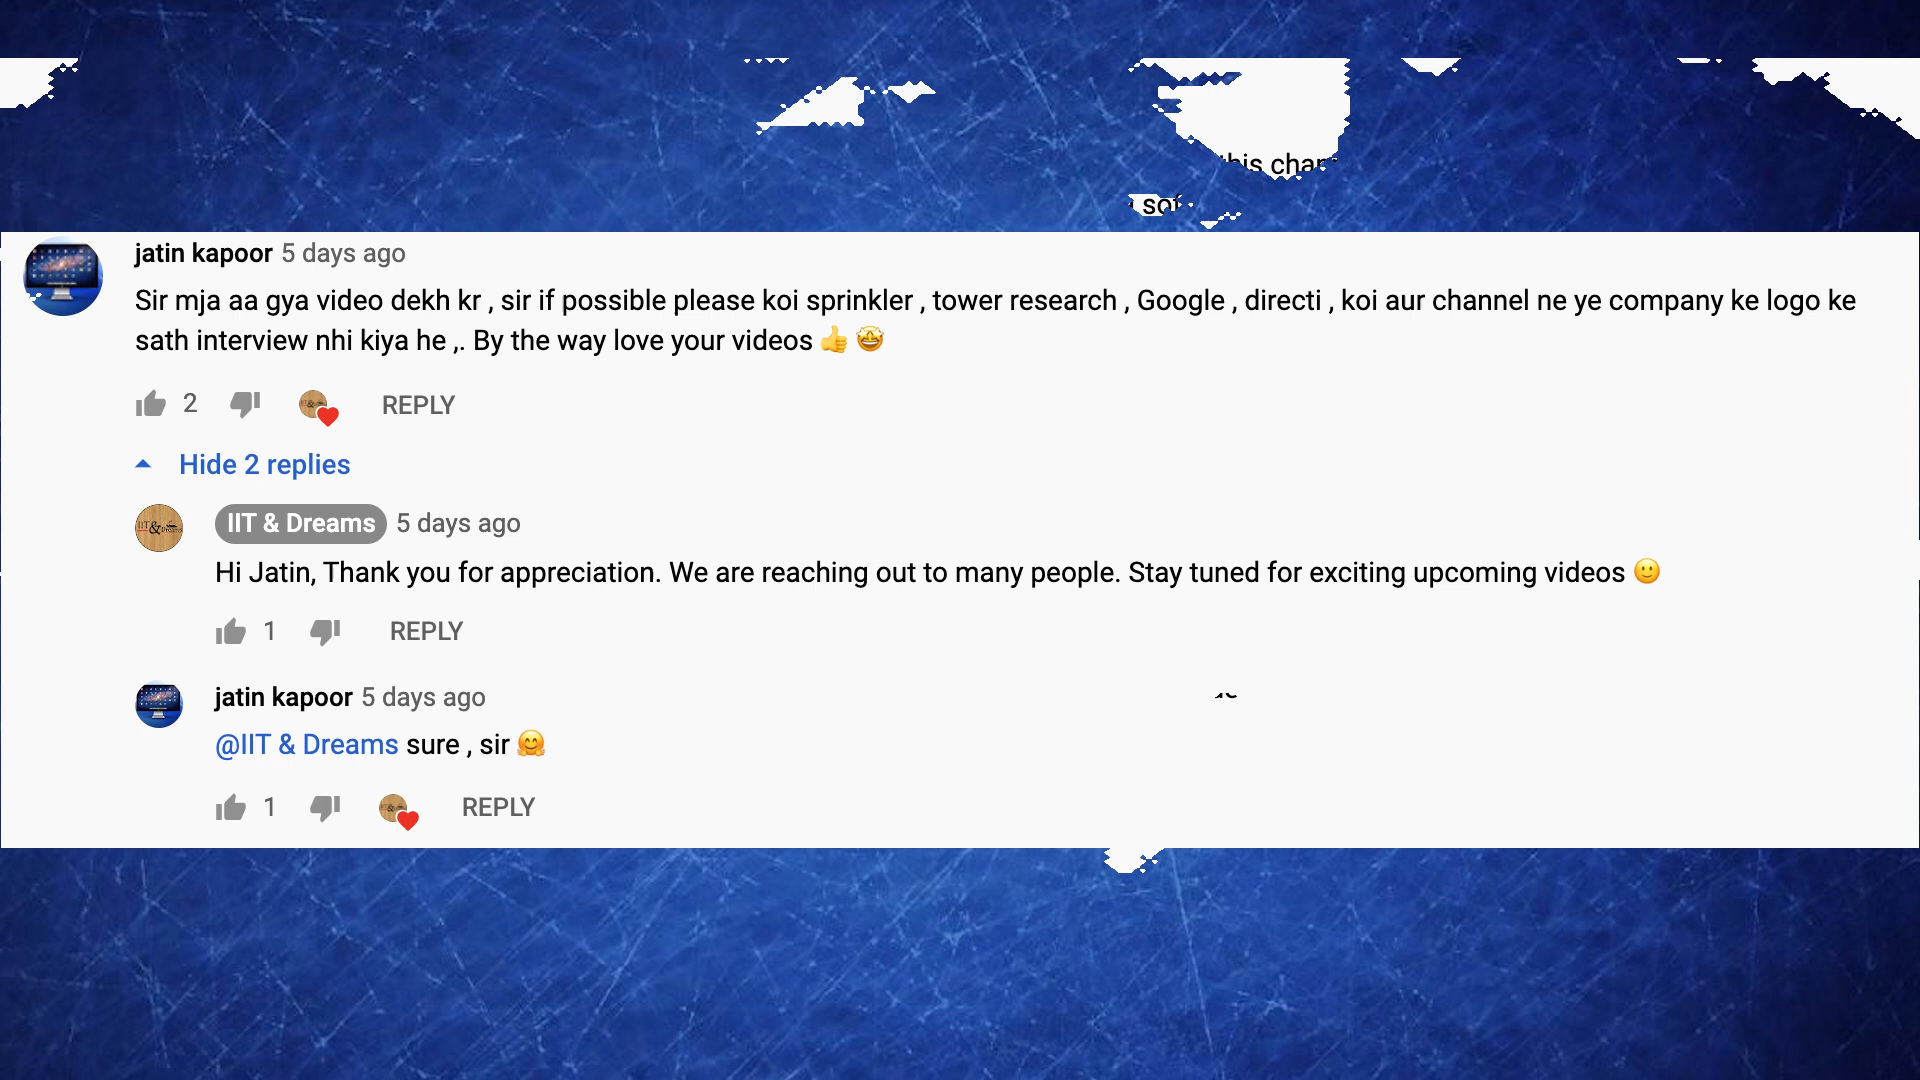 jatin kapoor 5 days ago
Sir mja aa gya video dekh kr , sir if possible please koi sprinkler , tower research , Google , directi , koi aur channel ne ye company ke logo ke
sath interview nhi kiya he ,. By the way love your videos 👍 🤩
2 REPLY
Hide 2 replies
IIT & Dreams 5 days ago
Hi Jatin, Thank you for appreciation. We are reaching out to many people. Stay tuned for exciting upcoming videos 🙂
1 REPLY
jatin kapoor 5 days ago
@IIT & Dreams sure , sir 🤗
1 REPLY